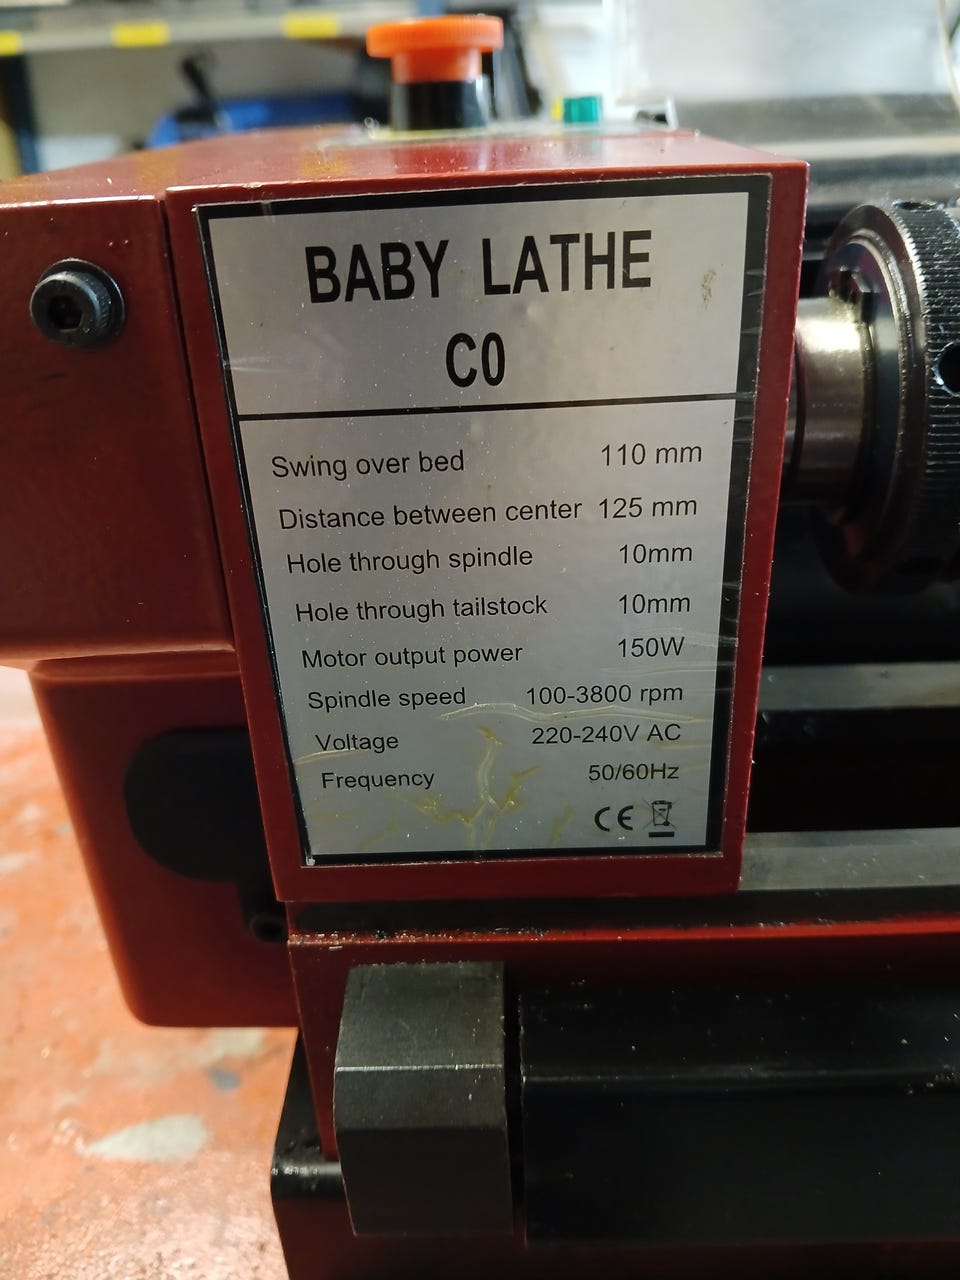 BABY LATHE
C0
Swing over bed 110 mm
Distance between center 125 mm
Hole through spindle 10mm
Hole through tailstock 10mm
Motor output power 150W
Spindle speed 100-3800 rpm
Voltage 220-240V AC
Frequency 50/60Hz
CE